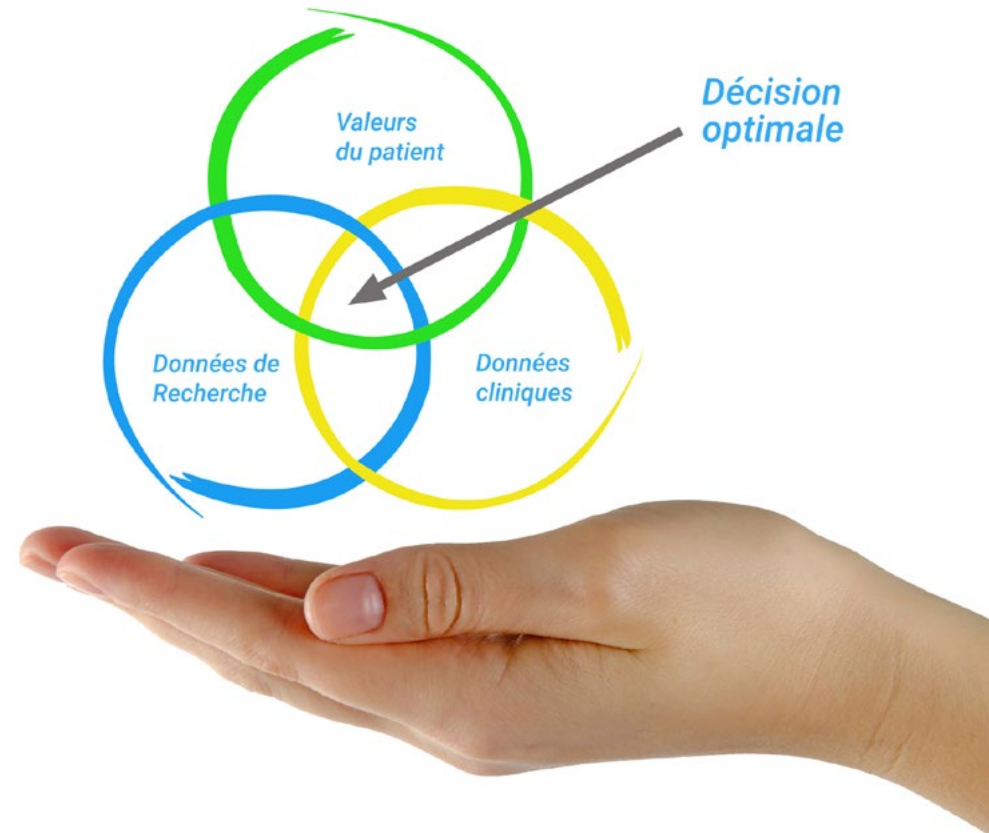 Valeurs
du patient
Décision
optimale
Données de
Recherche
Données
cliniques